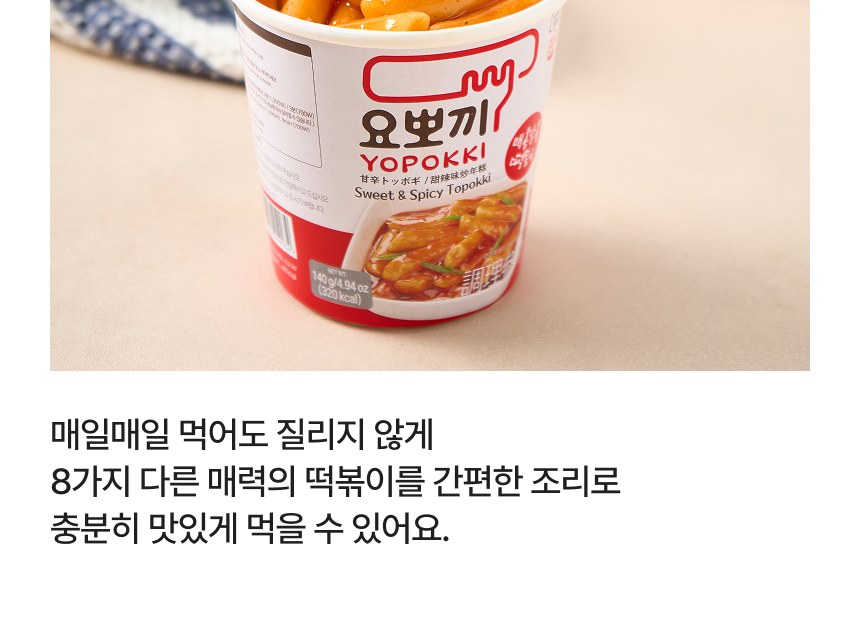 요뽀끼
YOPOKKI
甘辛トッポギ / 甜辣味炒年糕
Sweet & Spicy Topokki
NET WT.
140 g/4.94 oz
(320 kcal)
매일매일 먹어도 질리지 않게
8가지 다른 매력의 떡볶이를 간편한 조리로
충분히 맛있게 먹을 수 있어요.